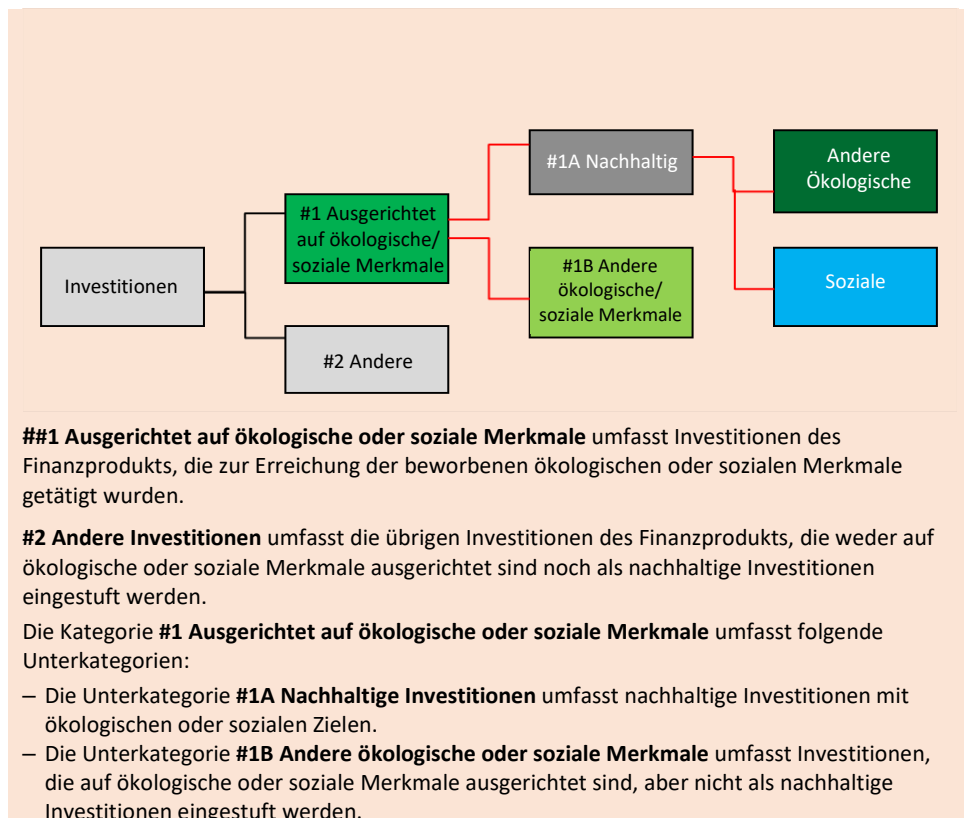 #1A Nachhaltig
Andere
Ökologische
#1 Ausgerichtet
auf ökologische/
soziale Merkmale
Investitionen
#1B Andere
ökologische/
soziale Merkmale
Soziale
#2 Andere
##1 Ausgerichtet auf ökologische oder soziale Merkmale umfasst Investitionen des
Finanzprodukts, die zur Erreichung der beworbenen ökologischen oder sozialen Merkmale
getätigt wurden.
#2 Andere Investitionen umfasst die übrigen Investitionen des Finanzprodukts, die weder auf
ökologische oder soziale Merkmale ausgerichtet sind noch als nachhaltige Investitionen
eingestuft werden.
Die Kategorie #1 Ausgerichtet auf ökologische oder soziale Merkmale umfasst folgende
Unterkategorien:
– Die Unterkategorie #1A Nachhaltige Investitionen umfasst nachhaltige Investitionen mit
ökologischen oder sozialen Zielen.
– Die Unterkategorie #1B Andere ökologische oder soziale Merkmale umfasst Investitionen,
die auf ökologische oder soziale Merkmale ausgerichtet sind, aber nicht als nachhaltige
Investitionen eingestuft werden.